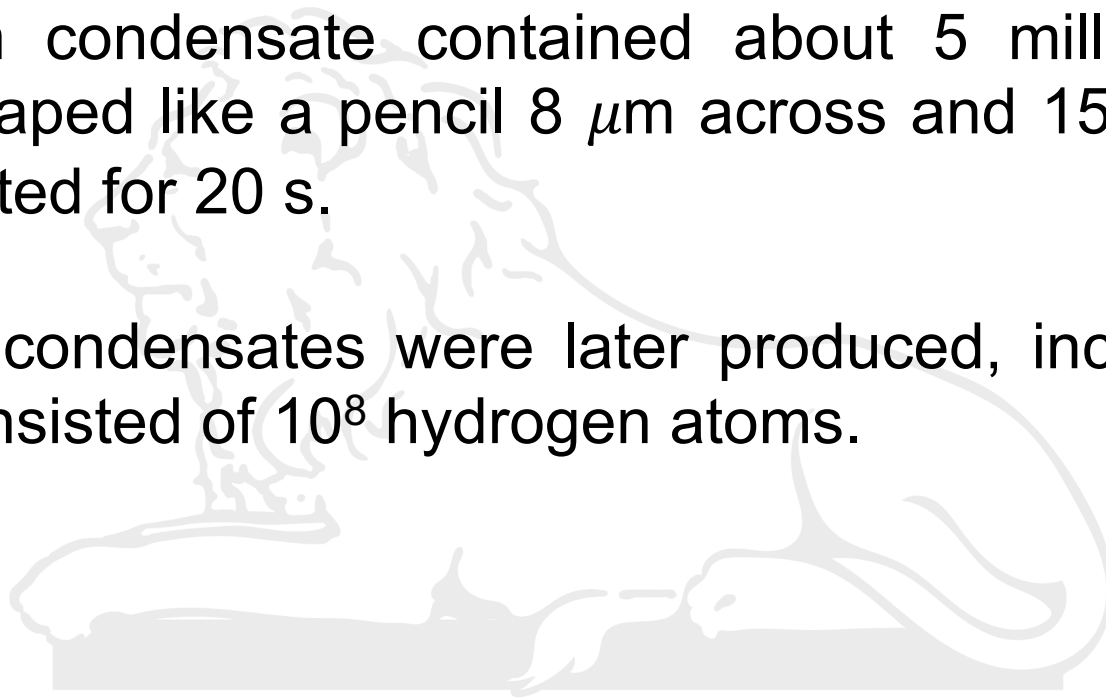 condensate contained about 5 mill
aped like a pencil 8 μm across and 15
ted for 20 s.
condensates were later produced, inc
nsisted of 10⁸ hydrogen atoms.